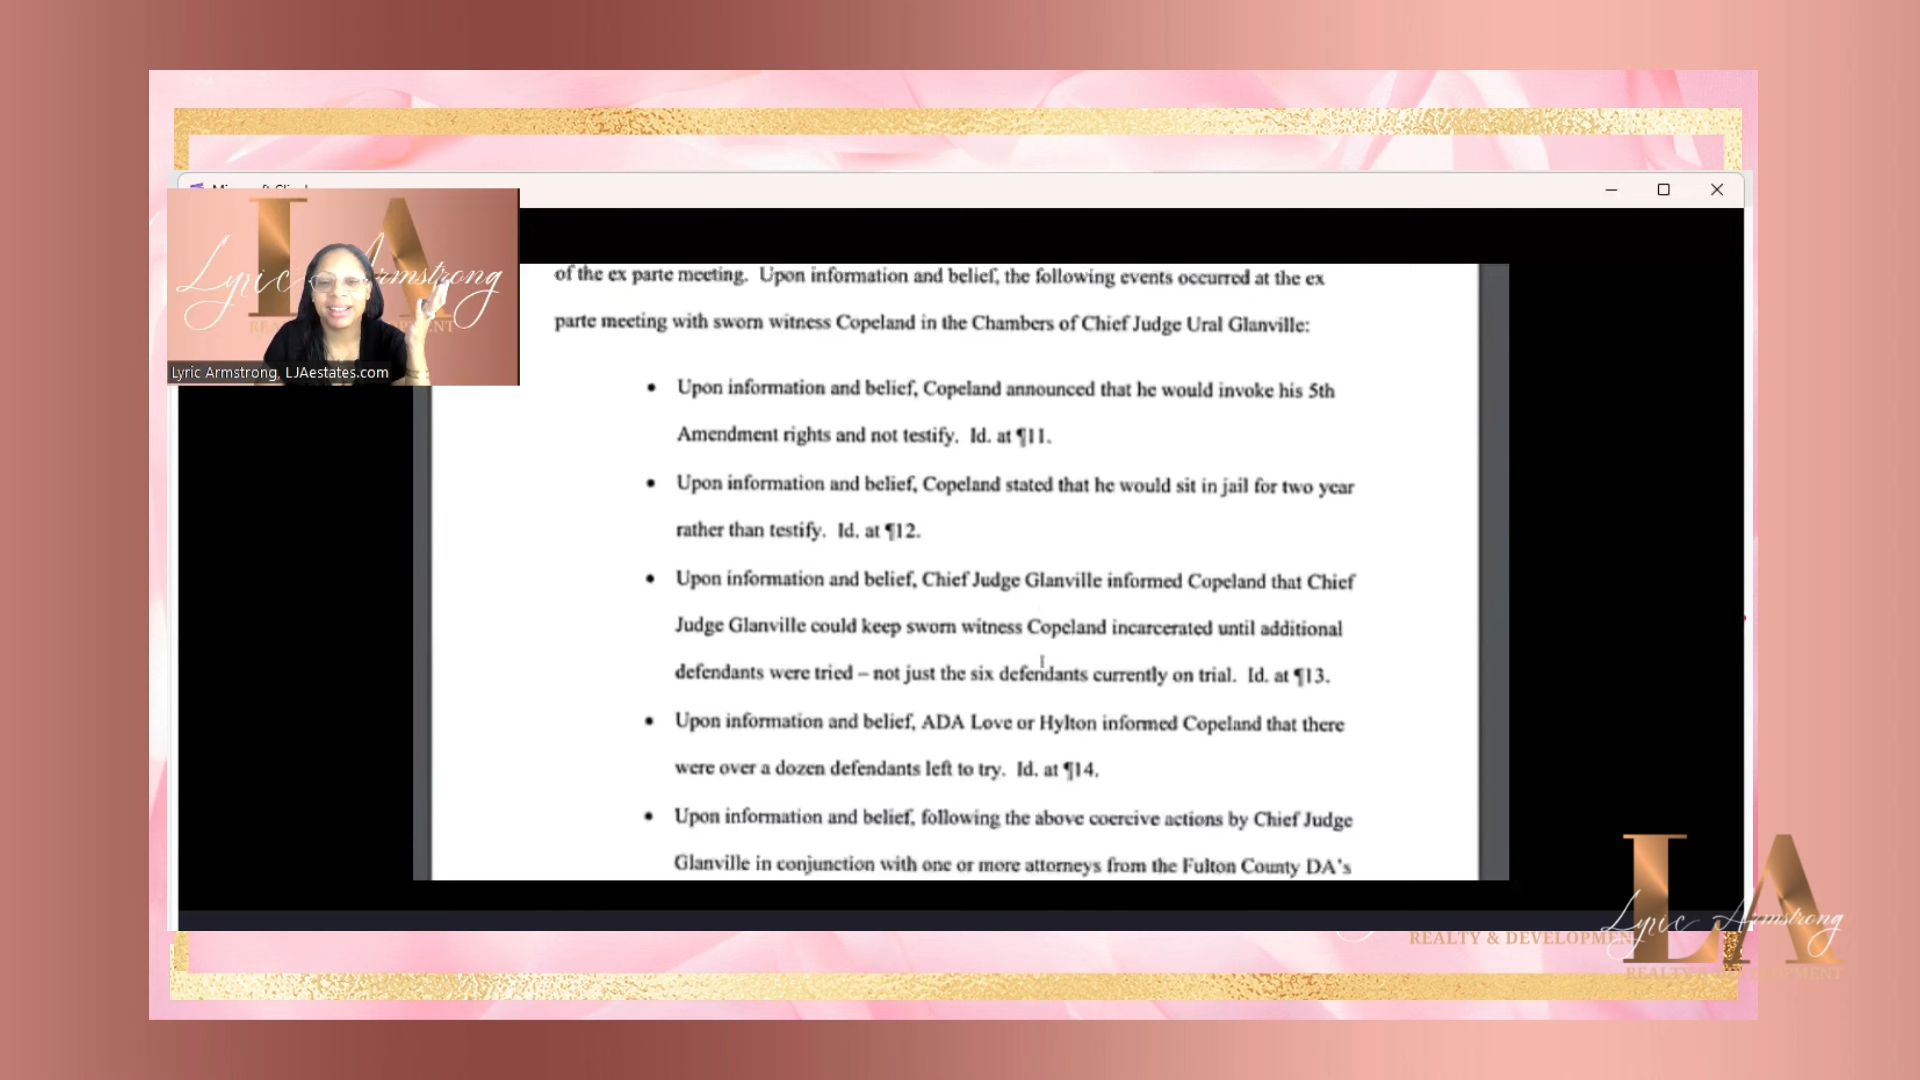 LA
Lyric Armstrong
Lyric Armstrong, LJAestates.com
of the ex parte meeting.  Upon information and belief, the following events occurred at the ex
parte meeting with sworn witness Copeland in the Chambers of Chief Judge Ural Glanville:
• Upon information and belief, Copeland announced that he would invoke his 5th
Amendment rights and not testify.  Id. at ¶11.
• Upon information and belief, Copeland stated that he would sit in jail for two year
rather than testify.  Id. at ¶12.
• Upon information and belief, Chief Judge Glanville informed Copeland that Chief
Judge Glanville could keep sworn witness Copeland incarcerated until additional
defendants were tried – not just the six defendants currently on trial.  Id. at ¶13.
• Upon information and belief, ADA Love or Hylton informed Copeland that there
were over a dozen defendants left to try.  Id. at ¶14.
• Upon information and belief, following the above coercive actions by Chief Judge
Glanville in conjunction with one or more attorneys from the Fulton County DA's
LA
Lyric Armstrong
REALTY & DEVELOPMEN
REALTY & DEVELOPMENT